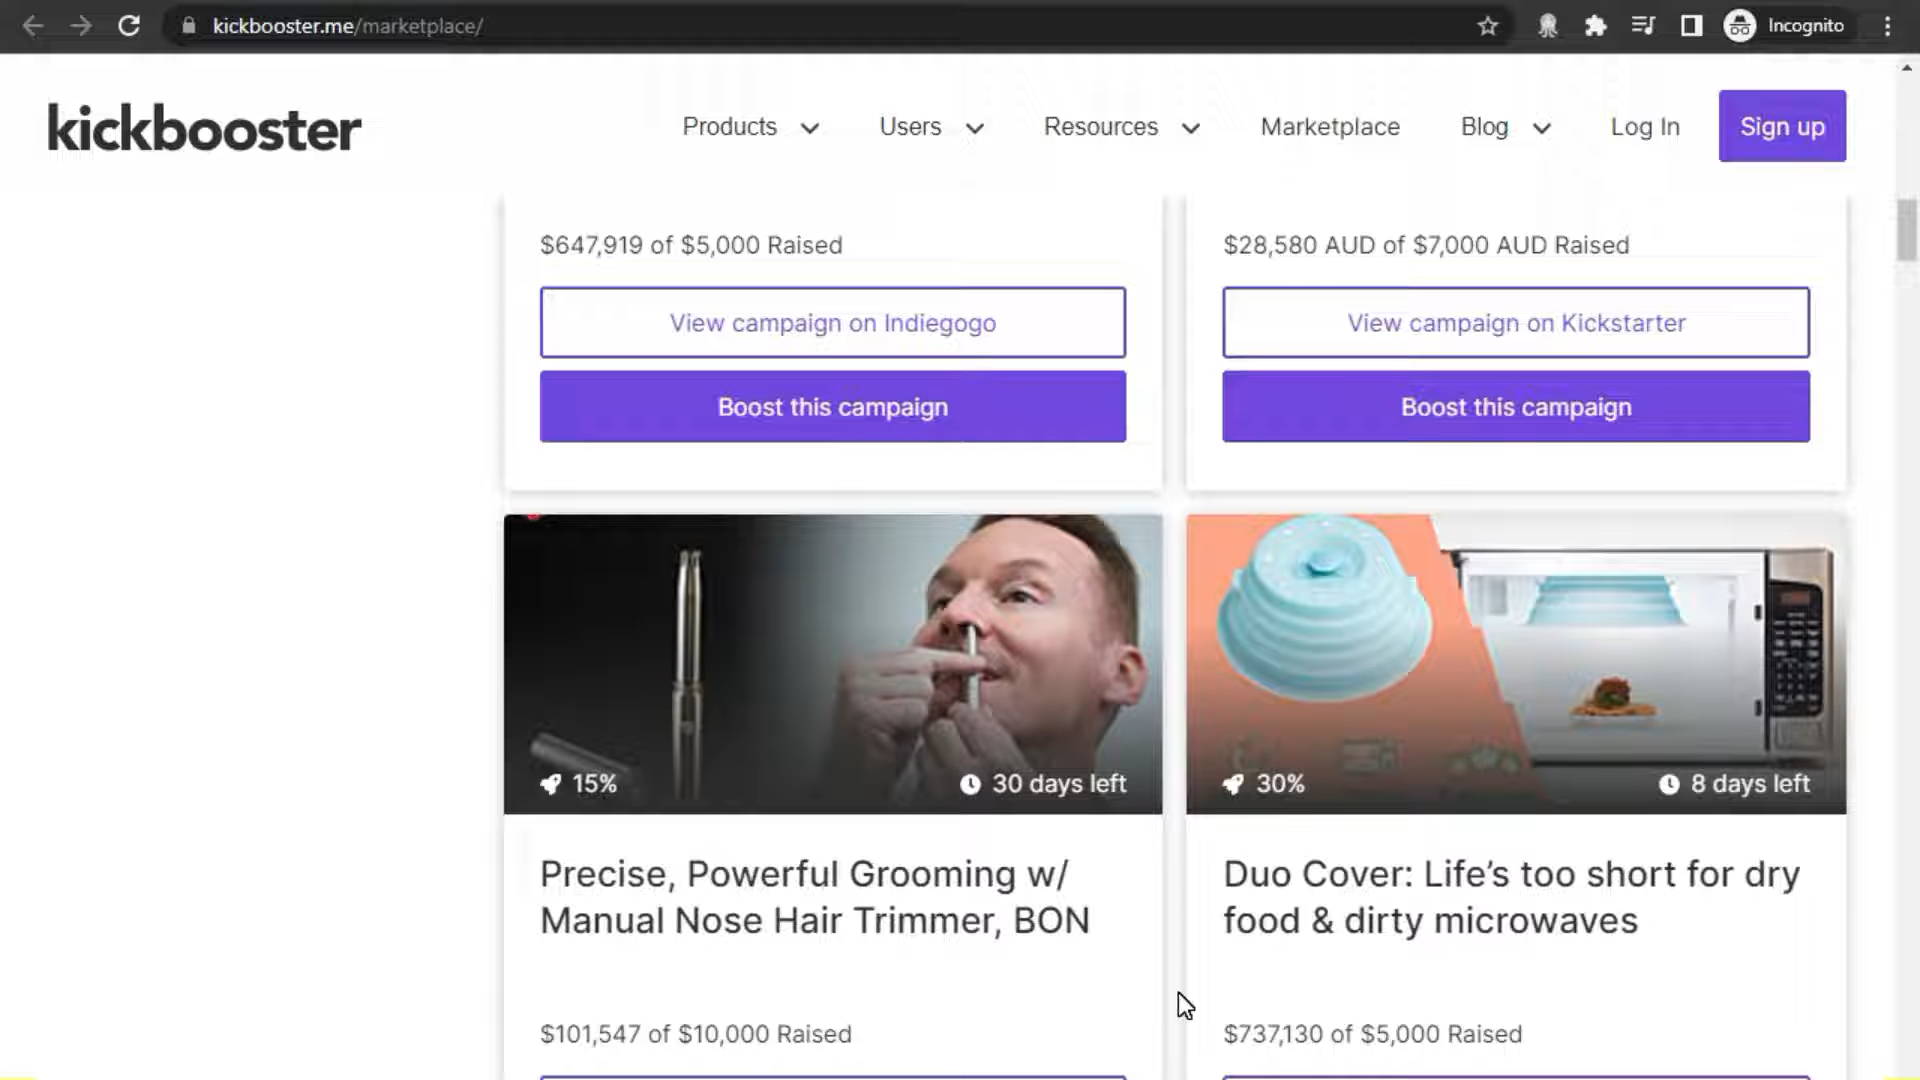 kickbooster.me/marketplace/
Incognito
kickbooster
Products
Users
Resources
Marketplace
Blog
Log In
Sign up
$647,919 of $5,000 Raised
$28,580 AUD of $7,000 AUD Raised
View campaign on Indiegogo
View campaign on Kickstarter
Boost this campaign
Boost this campaign
15%
30 days left
30%
8 days left
Precise, Powerful Grooming w/
Manual Nose Hair Trimmer, BON
Duo Cover: Life’s too short for dry
food & dirty microwaves
$101,547 of $10,000 Raised
$737,130 of $5,000 Raised